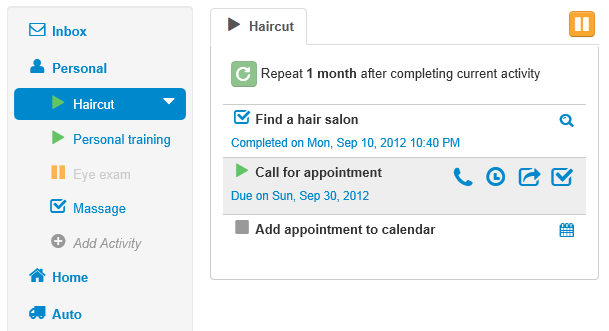 Inbox
Personal
Haircut
Personal training
Eye exam
Massage
Add Activity
Home
Auto
Haircut
Repeat 1 month after completing current activity
Find a hair salon
Completed on Mon, Sep 10, 2012 10:40 PM
Call for appointment
Due on Sun, Sep 30, 2012
Add appointment to calendar